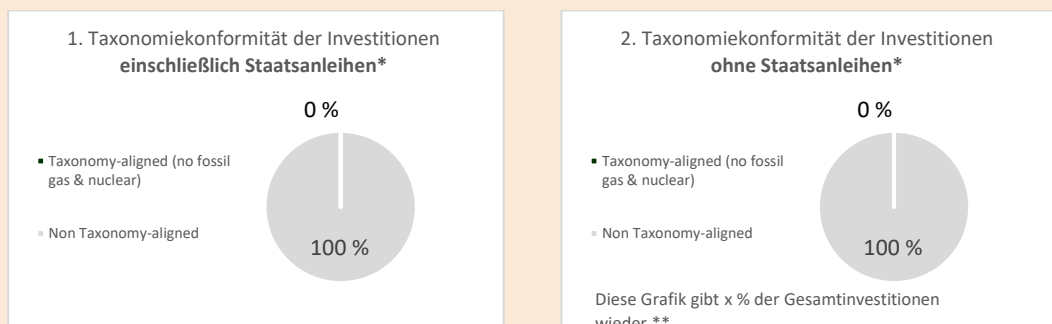 1. Taxonomiekonformität der Investitionen
einschließlich Staatsanleihen*
0 %
Taxonomy-aligned (no fossil
gas & nuclear)
Non Taxonomy-aligned
100 %
2. Taxonomiekonformität der Investitionen
ohne Staatsanleihen*
0 %
Taxonomy-aligned (no fossil
gas & nuclear)
Non Taxonomy-aligned
100 %
Diese Grafik gibt x % der Gesamtinvestitionen
wieder.**